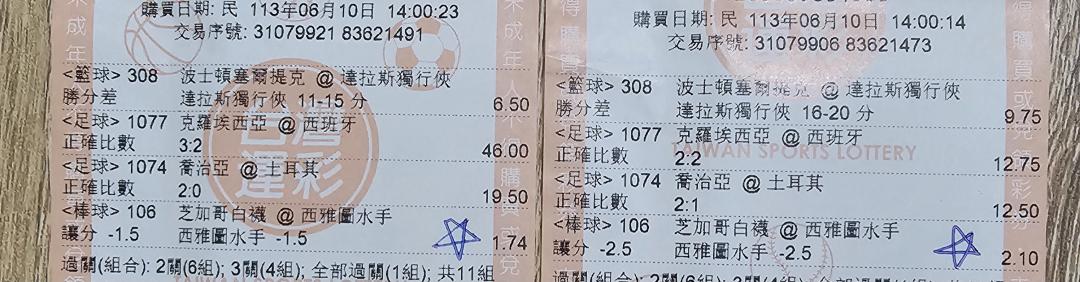 購買日期: 民 113年06月10日 14:00:23
交易序號: 31079921 83621491
<籃球> 308 波士頓塞爾提克 @ 達拉斯獨行俠
勝分差 達拉斯獨行俠 11-15 分 6.50
<足球> 1077 克羅埃西亞 @ 西班牙
正確比數 3:2 46.00
<足球> 1074 喬治亞 @ 土耳其
正確比數 2:0 19.50
<棒球> 106 芝加哥白襪 @ 西雅圖水手
讓分 -1.5 西雅圖水手 -1.5 1.74
過關(組合): 2關(6組); 3關(4組); 全部過關(1組); 共11組
購買日期: 民 113年06月10日 14:00:14
交易序號: 31079906 83621473
<籃球> 308 波士頓塞爾提克 @ 達拉斯獨行俠
勝分差 達拉斯獨行俠 16-20 分 9.75
<足球> 1077 克羅埃西亞 @ 西班牙
正確比數 2:2 12.75
TAIWAN SPORTS LOTTERY
<足球> 1074 喬治亞 @ 土耳其
正確比數 2:1 12.50
<棒球> 106 芝加哥白襪 @ 西雅圖水手
讓分 -2.5 西雅圖水手 -2.5 2.10